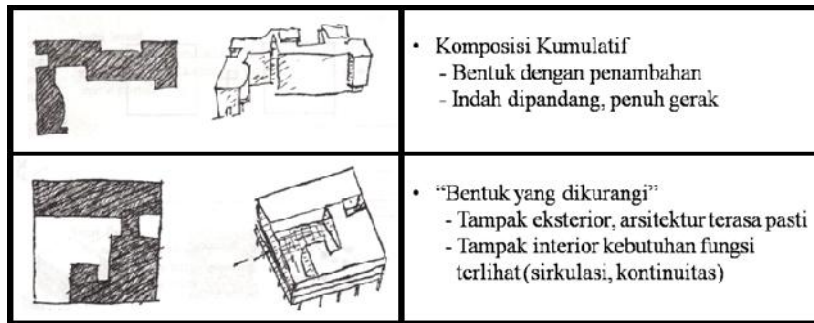 • Komposisi Kumulatif
- Bentuk dengan penambahan
- Indah dipandang, penuh gerak
• “Bentuk yang dikurangi”
- Tampak eksterior, arsitektur terasa pasti
- Tampak interior kebutuhan fungsi
terlihat (sirkulasi, kontinuitas)